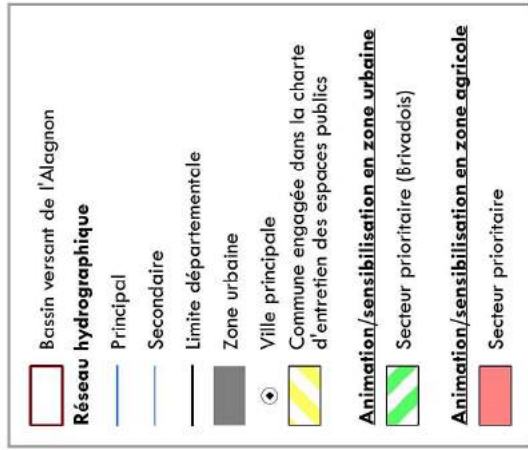 Bassin versant de l'Alagnon
Réseau hydrographique
Principal
Secondaire
Limite départementale
Zone urbaine
Ville principale
Commune engagée dans la charte
d'entretien des espaces publics
Animation/sensibilisation en zone urbaine
Secteur prioritaire (Brivadois)
Animation/sensibilisation en zone agricole
Secteur prioritaire